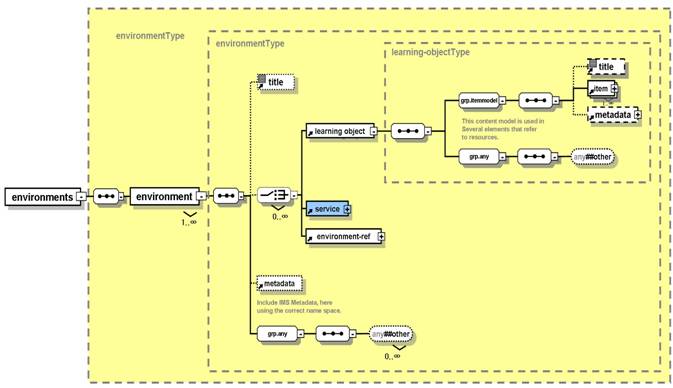 environmentType
environmentType
learning-objectType
title
title
grp.itemmodel
item
metadata
This content model is used in
Several elements that refer
to resources.
learning object
grp.any
any##other
environments
environment
1..∞
0..∞
service
environment-ref
metadata
Include IMS Metadata, here
using the correct name space.
grp.any
any##other
0..∞